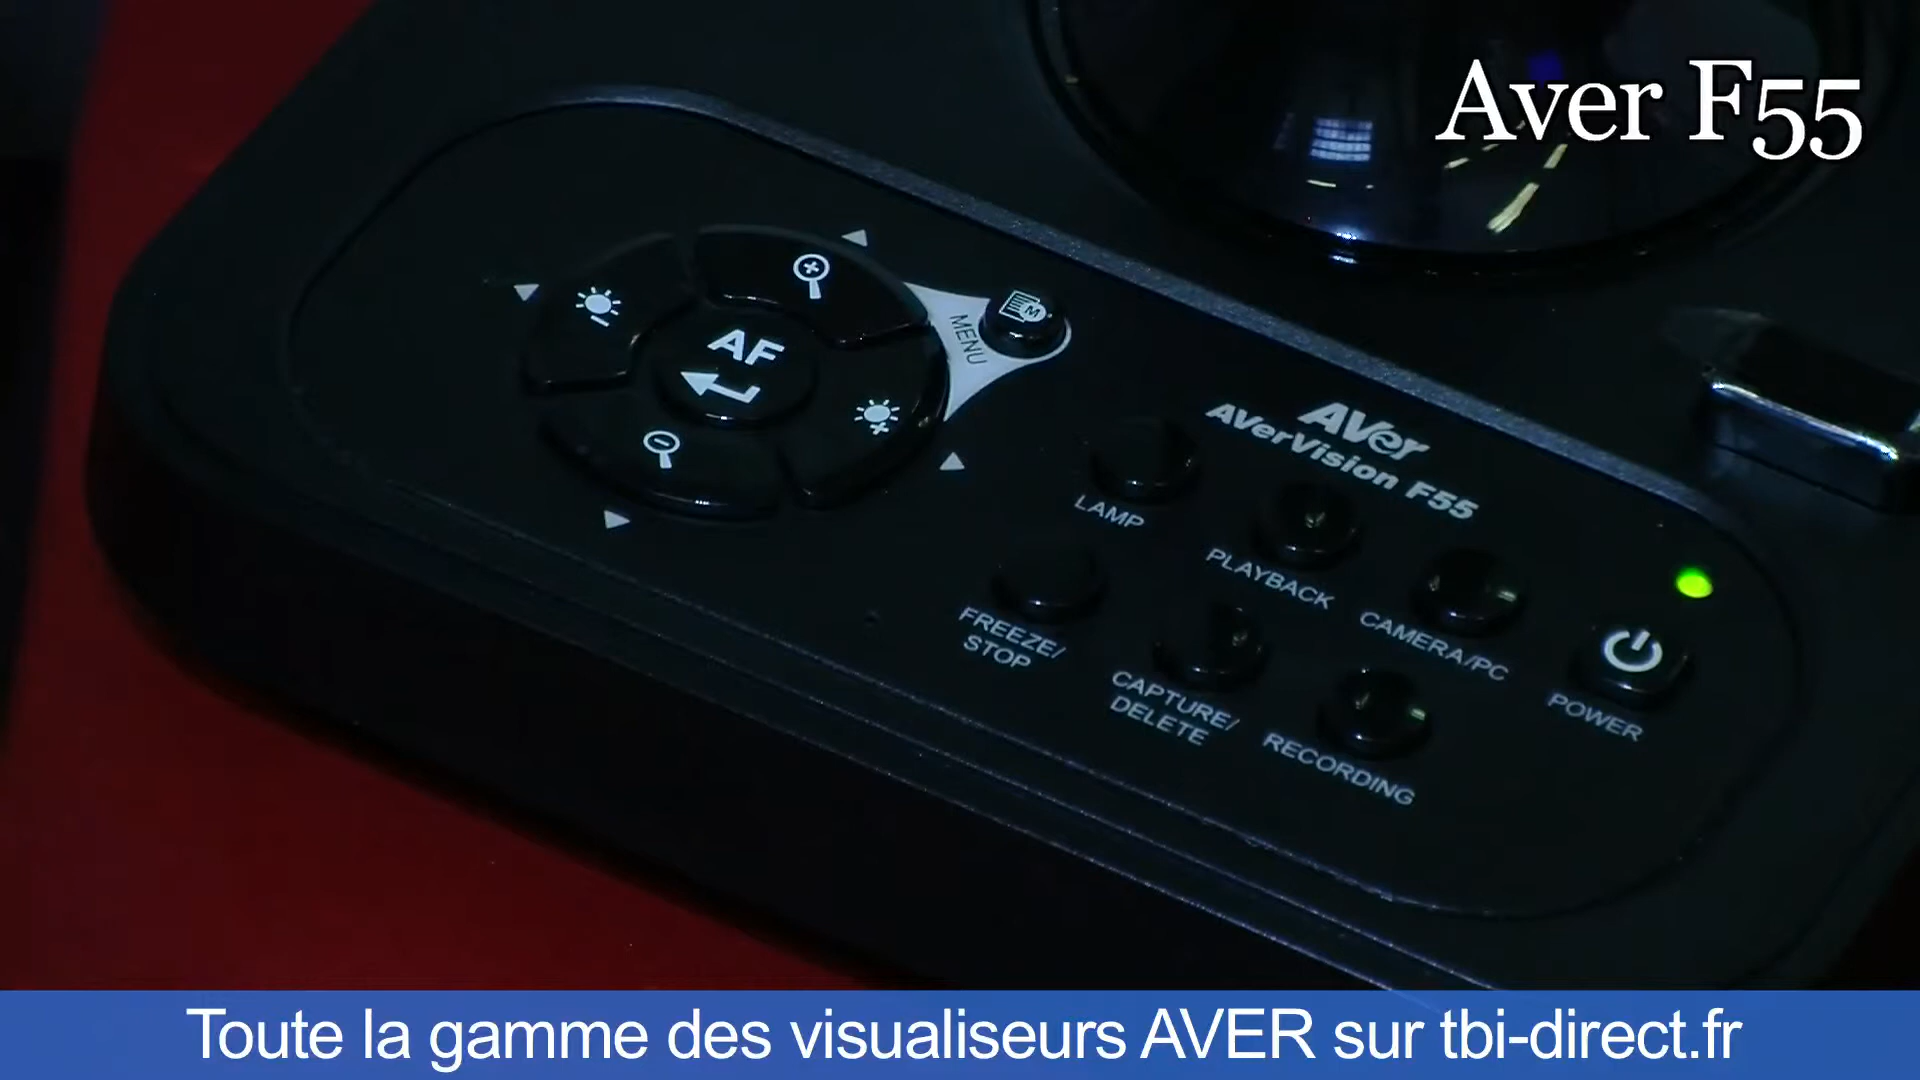 Aver F55
AF
MENU
M
AVer
AVerVision F55
LAMP
PLAYBACK
CAMERA/PC
POWER
FREEZE/
STOP
CAPTURE/
DELETE
RECORDING
Toute la gamme des visualiseurs AVER sur tbi-direct.fr